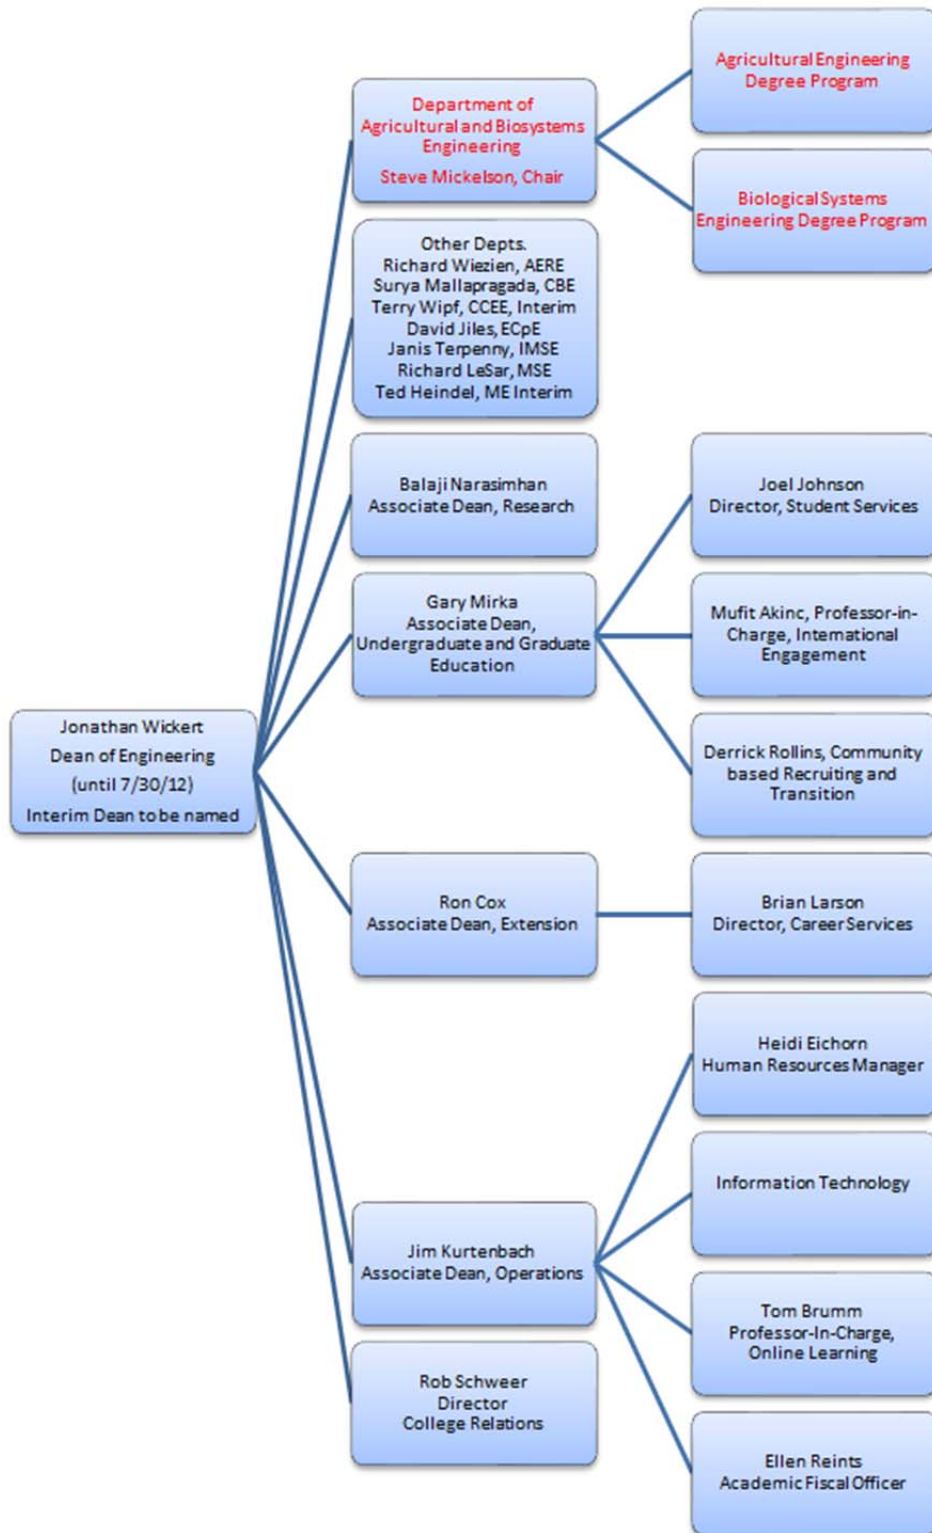 Agricultural Engineering
Degree Program
Department of
Agricultural and Biosystems
Engineering
Steve Mickelson, Chair
Biological Systems
Engineering Degree Program
Other Depts.
Richard Wiezien, AERE
Surya Mallapragada, CBE
Terry Wipf, CCEE, Interim
David Jiles, ECpE
Janis Terpenny, IMSE
Richard LeSar, MSE
Ted Heindel, ME Interim
Balaji Narasimhan
Associate Dean, Research
Joel Johnson
Director, Student Services
Gary Mirka
Associate Dean,
Undergraduate and Graduate
Education
Mufit Akinc, Professor-in-
Charge, International
Engagement
Jonathan Wickert
Dean of Engineering
(until 7/30/12)
Interim Dean to be named
Derrick Rollins, Community
based Recruiting and
Transition
Ron Cox
Associate Dean, Extension
Brian Larson
Director, Career Services
Heidi Eichorn
Human Resources Manager
Information Technology
Jim Kurtenbach
Associate Dean, Operations
Tom Brumm
Professor-In-Charge,
Online Learning
Rob Schweer
Director
College Relations
Ellen Reints
Academic Fiscal Officer